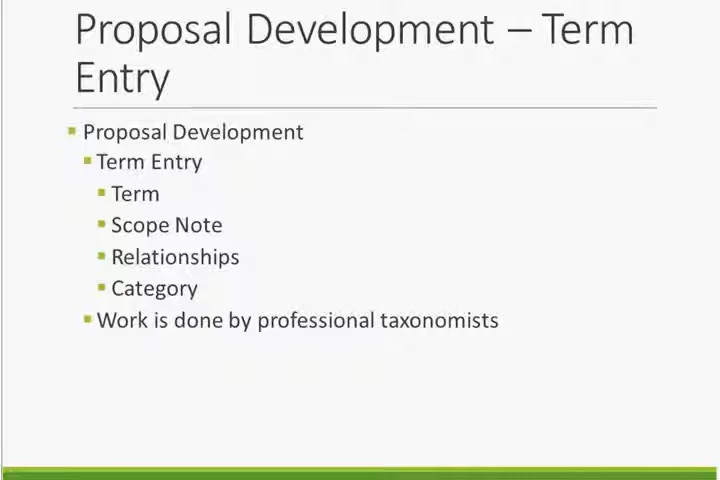 Proposal Development – Term
Entry
Proposal Development
Term Entry
Term
Scope Note
Relationships
Category
Work is done by professional taxonomists